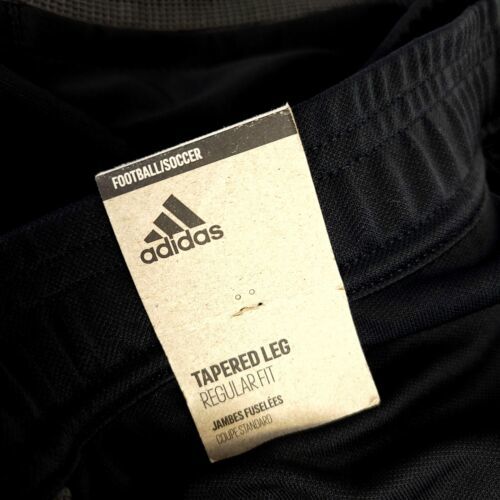 FOOTBALL/SOCCER
adidas
TAPERED LEG
REGULAR FIT
JAMBES FUSELÉES
COUPE STANDARD